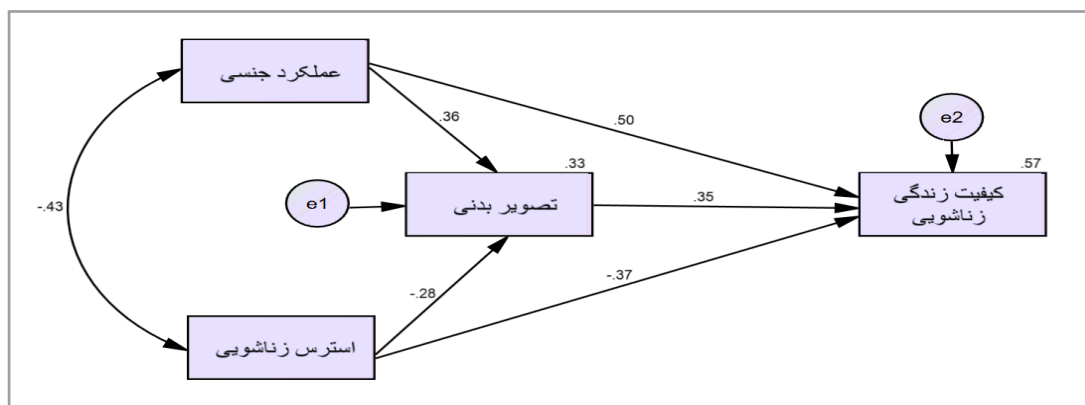 عملکرد جنسی
.36
.50
e2
.33
.57
-.43
e1
تصویر بدنی
.35
کیفیت زندگی
زناشویی
-.28
-.37
استرس زناشویی